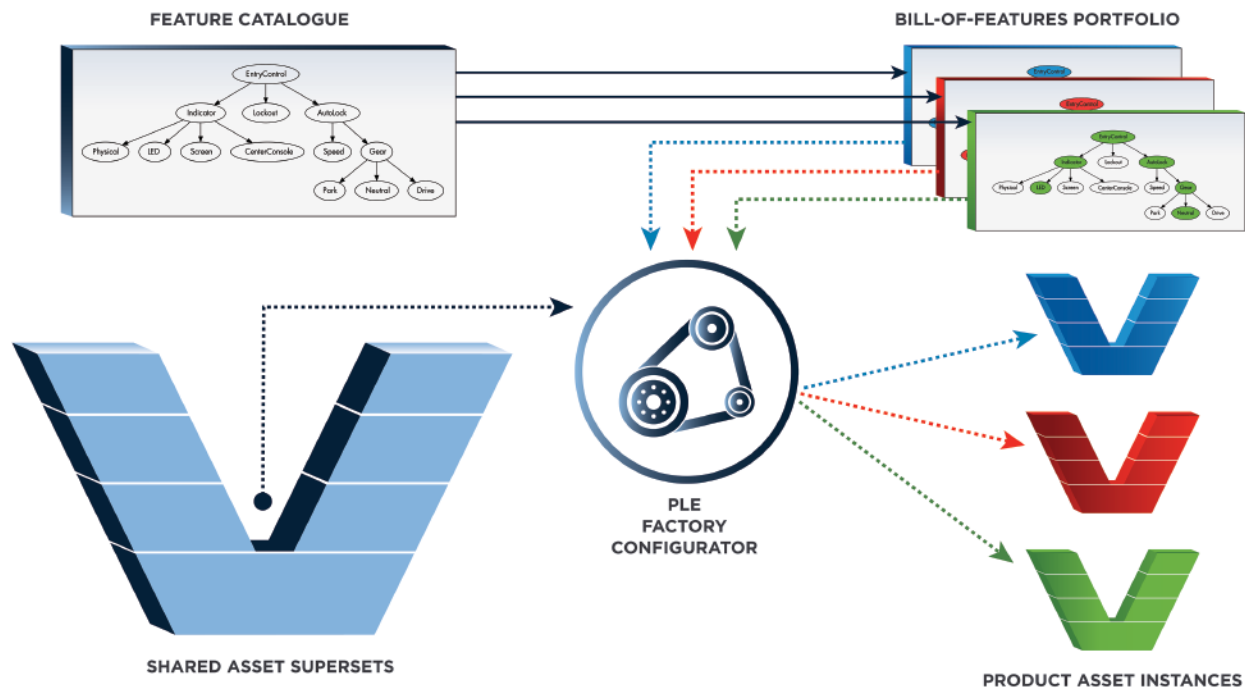 FEATURE CATALOGUE
BILL-OF-FEATURES PORTFOLIO
EntryControl
Indicator
Lockout
AutoLock
Physical
LED
Screen
CenterConsole
Speed
Gear
Park
Neutral
Drive
EntryControl
EntryControl
EntryControl
Indicator
Lockout
AutoLock
Physical
LED
Screen
CenterConsole
Speed
Gear
Park
Neutral
Drive
PLE
FACTORY
CONFIGURATOR
SHARED ASSET SUPERSETS
PRODUCT ASSET INSTANCES